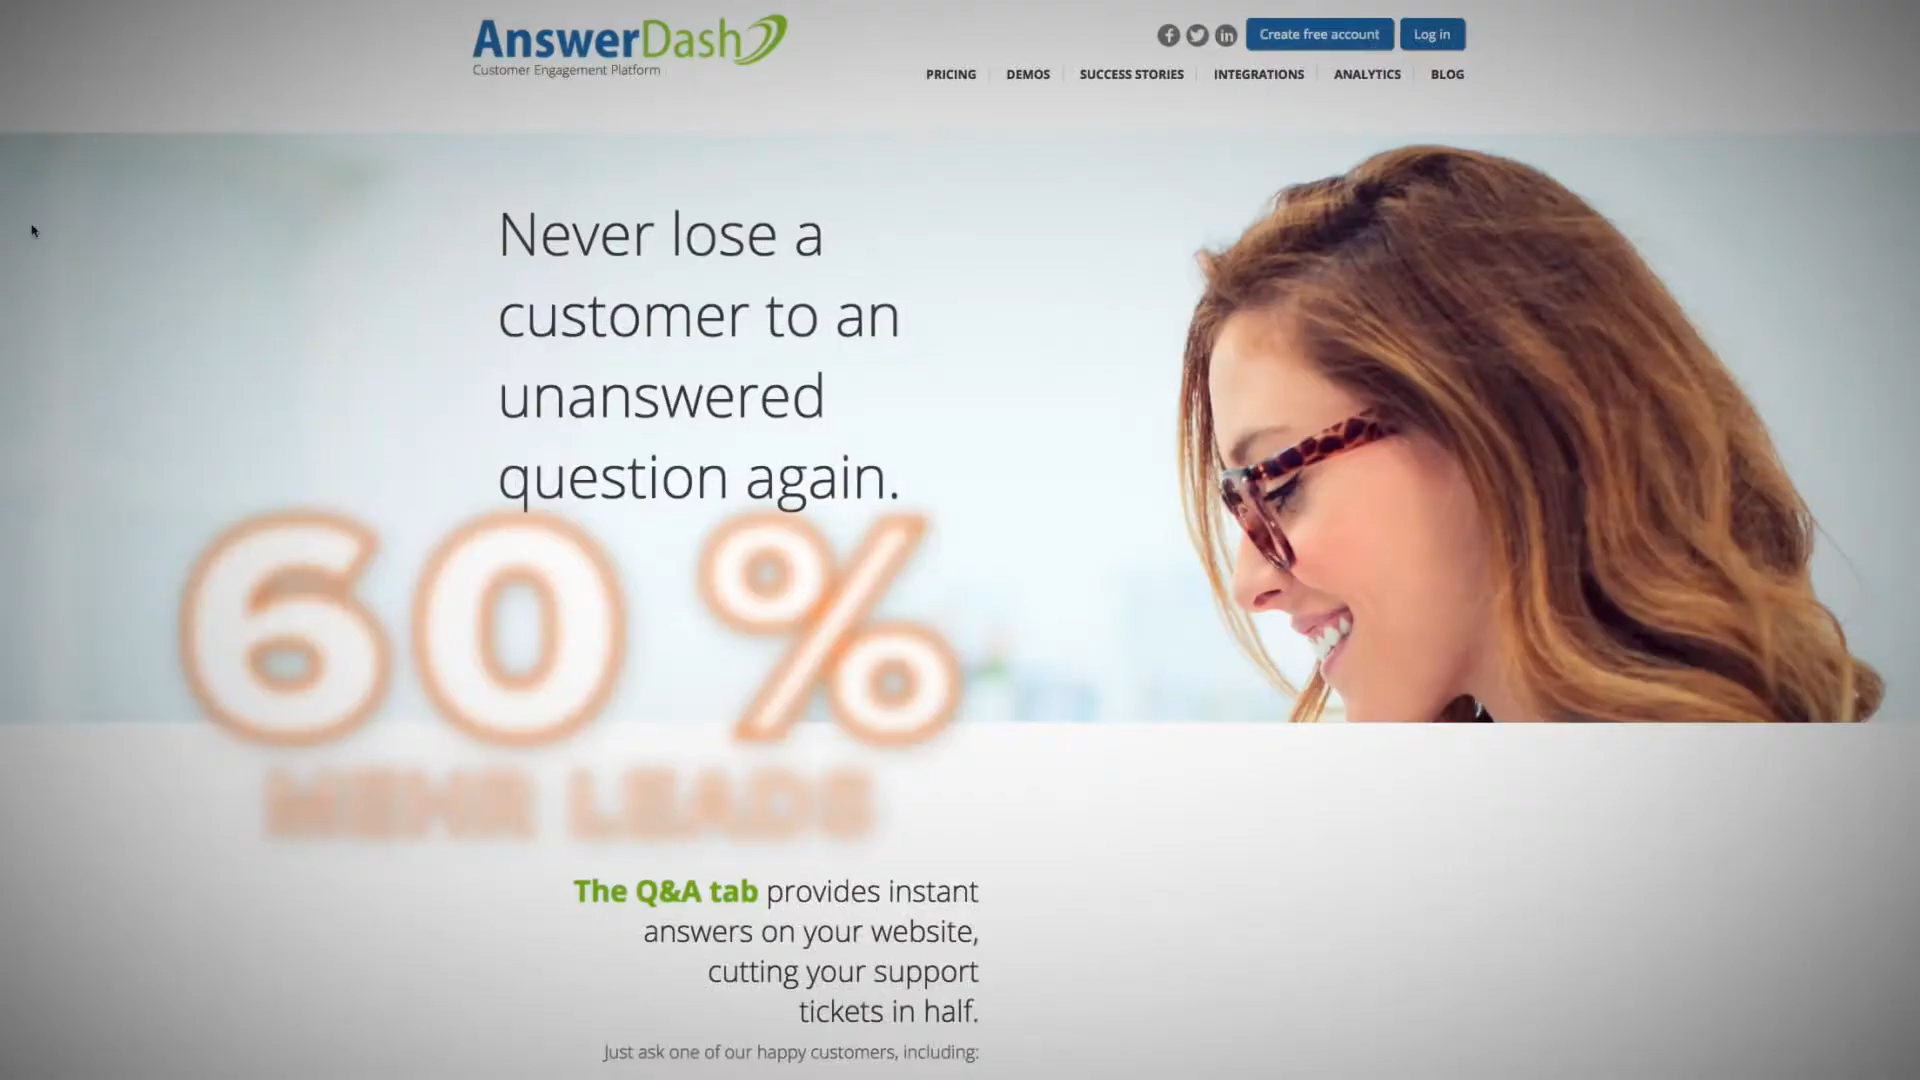 AnswerDash
Customer Engagement Platform
Create free account
Log in
PRICING
DEMOS
SUCCESS STORIES
INTEGRATIONS
ANALYTICS
BLOG
Never lose a
customer to an
unanswered
question again.
60 %
MEHR LEADS
The Q&A tab provides instant
answers on your website,
cutting your support
tickets in half.
Just ask one of our happy customers, including: